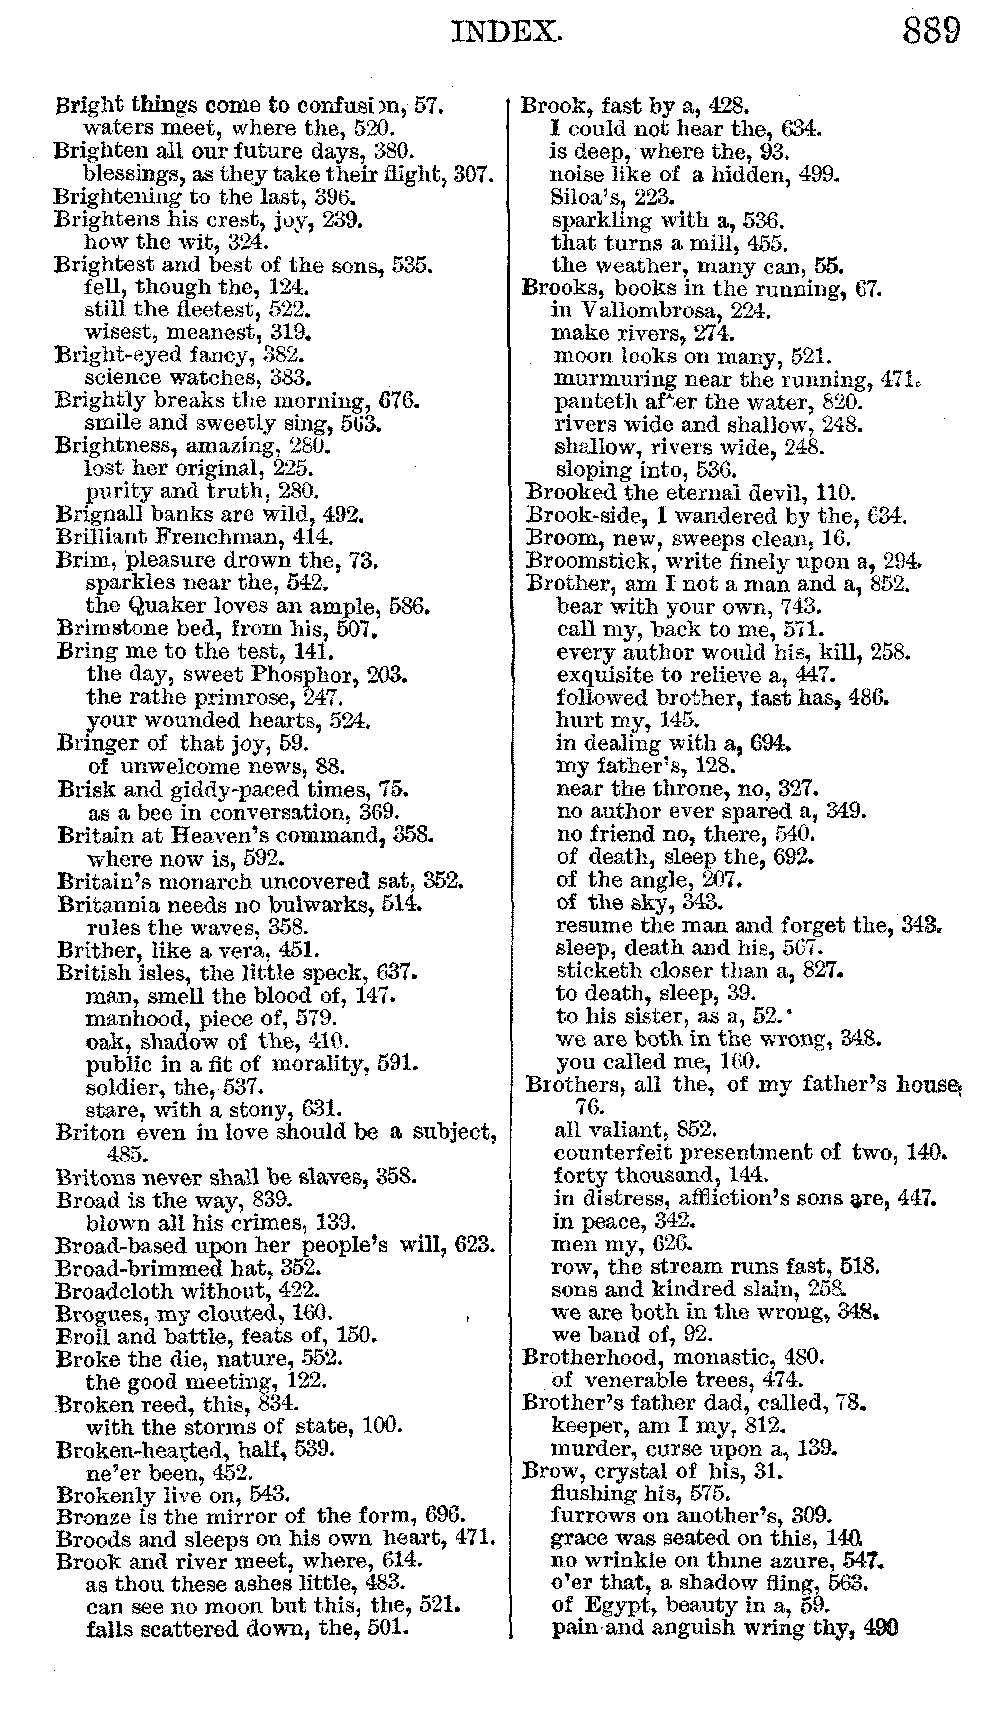 INDEX. 889
Bright things come to confusion, 57.
waters meet, where the, 520.
Brighten all our future days, 380.
blessings, as they take their flight, 307.
Brightening to the last, 396.
Brightens his crest, joy, 239.
how the wit, 324.
Brightest and best of the sons, 535.
fell, though the, 124.
still the fleetest, 522.
wisest, meanest, 319.
Bright-eyed fancy, 382.
science watches, 383.
Brightly breaks the morning, 676.
smile and sweetly sing, 563.
Brightness, amazing, 280.
lost her original, 225.
purity and truth, 280.
Brignall banks are wild, 492.
Brilliant Frenchman, 414.
Brim, pleasure drown the, 73.
sparkles near the, 542.
the Quaker loves an ample, 586.
Brimstone bed, from his, 507.
Bring me to the test, 141.
the day, sweet Phosphor, 203.
the rathe primrose, 247.
your wounded hearts, 524.
Bringer of that joy, 59.
of unwelcome news, 88.
Brisk and giddy-paced times, 75.
as a bee in conversation, 369.
Britain at Heaven's command, 358.
where now is, 592.
Britain's monarch uncovered sat, 352.
Britannia needs no bulwarks, 514.
rules the waves, 358.
Brither, like a vera, 451.
British isles, the little speck, 637.
man, smell the blood of, 147.
manhood, piece of, 579.
oak, shadow of the, 410.
public in a fit of morality, 591.
soldier, the, 537.
stare, with a stony, 631.
Briton even in love should be a subject,
485.
Britons never shall be slaves, 358.
Broad is the way, 839.
blown all his crimes, 139.
Broad-based upon her people's will, 623.
Broad-brimmed hat, 352.
Broadcloth without, 422.
Brogues, my clouted, 160.
Broil and battle, feats of, 150.
Broke the die, nature, 552.
the good meeting, 122.
Broken reed, this, 834.
with the storms of state, 100.
Broken-hearted, half, 539.
ne'er been, 452.
Brokenly live on, 543.
Bronze is the mirror of the form, 696.
Broods and sleeps on his own heart, 471.
Brook and river meet, where, 614.
as thou these ashes little, 483.
can see no moon but this, the, 521.
falls scattered down, the, 501.
Brook, fast by a, 428.
I could not hear the, 634.
is deep, where the, 93.
noise like of a hidden, 499.
Siloa's, 223.
sparkling with a, 536.
that turns a mill, 455.
the weather, many can, 55.
Brooks, books in the running, 67.
in Vallombrosa, 224.
make rivers, 274.
moon looks on many, 521.
murmuring near the running, 471.
panteth after the water, 820.
rivers wide and shallow, 248.
shallow, rivers wide, 248.
sloping into, 536.
Brooked the eternal devil, 110.
Brook-side, I wandered by the, 634.
Broom, new, sweeps clean, 16.
Broomstick, write finely upon a, 294.
Brother, am I not a man and a, 852.
bear with your own, 743.
call my, back to me, 571.
every author would his, kill, 258.
exquisite to relieve a, 447.
followed brother, fast has, 486.
hurt my, 145.
in dealing with a, 694.
my father's, 128.
near the throne, no, 327.
no author ever spared a, 349.
no friend no, there, 540.
of death, sleep the, 692.
of the angle, 207.
of the sky, 343.
resume the man and forget the, 343.
sleep, death and his, 567.
sticketh closer than a, 827.
to death, sleep, 39.
to his sister, as a, 52.
we are both in the wrong, 348.
you called me, 160.
Brothers, all the, of my father's house,
76.
all valiant, 852.
counterfeit presentment of two, 140.
forty thousand, 144.
in distress, affliction's sons are, 447.
in peace, 342.
men my, 626.
row, the stream runs fast, 518.
sons and kindred slain, 258.
we are both in the wrong, 348.
we band of, 92.
Brotherhood, monastic, 480.
of venerable trees, 474.
Brother's father dad, called, 78.
keeper, am I my, 812.
murder, curse upon a, 139.
Brow, crystal of his, 31.
flushing his, 575.
furrows on another's, 309.
grace was seated on this, 140.
no wrinkle on thine azure, 547.
o'er that, a shadow fling, 563.
of Egypt, beauty in a, 59.
pain and anguish wring thy, 490